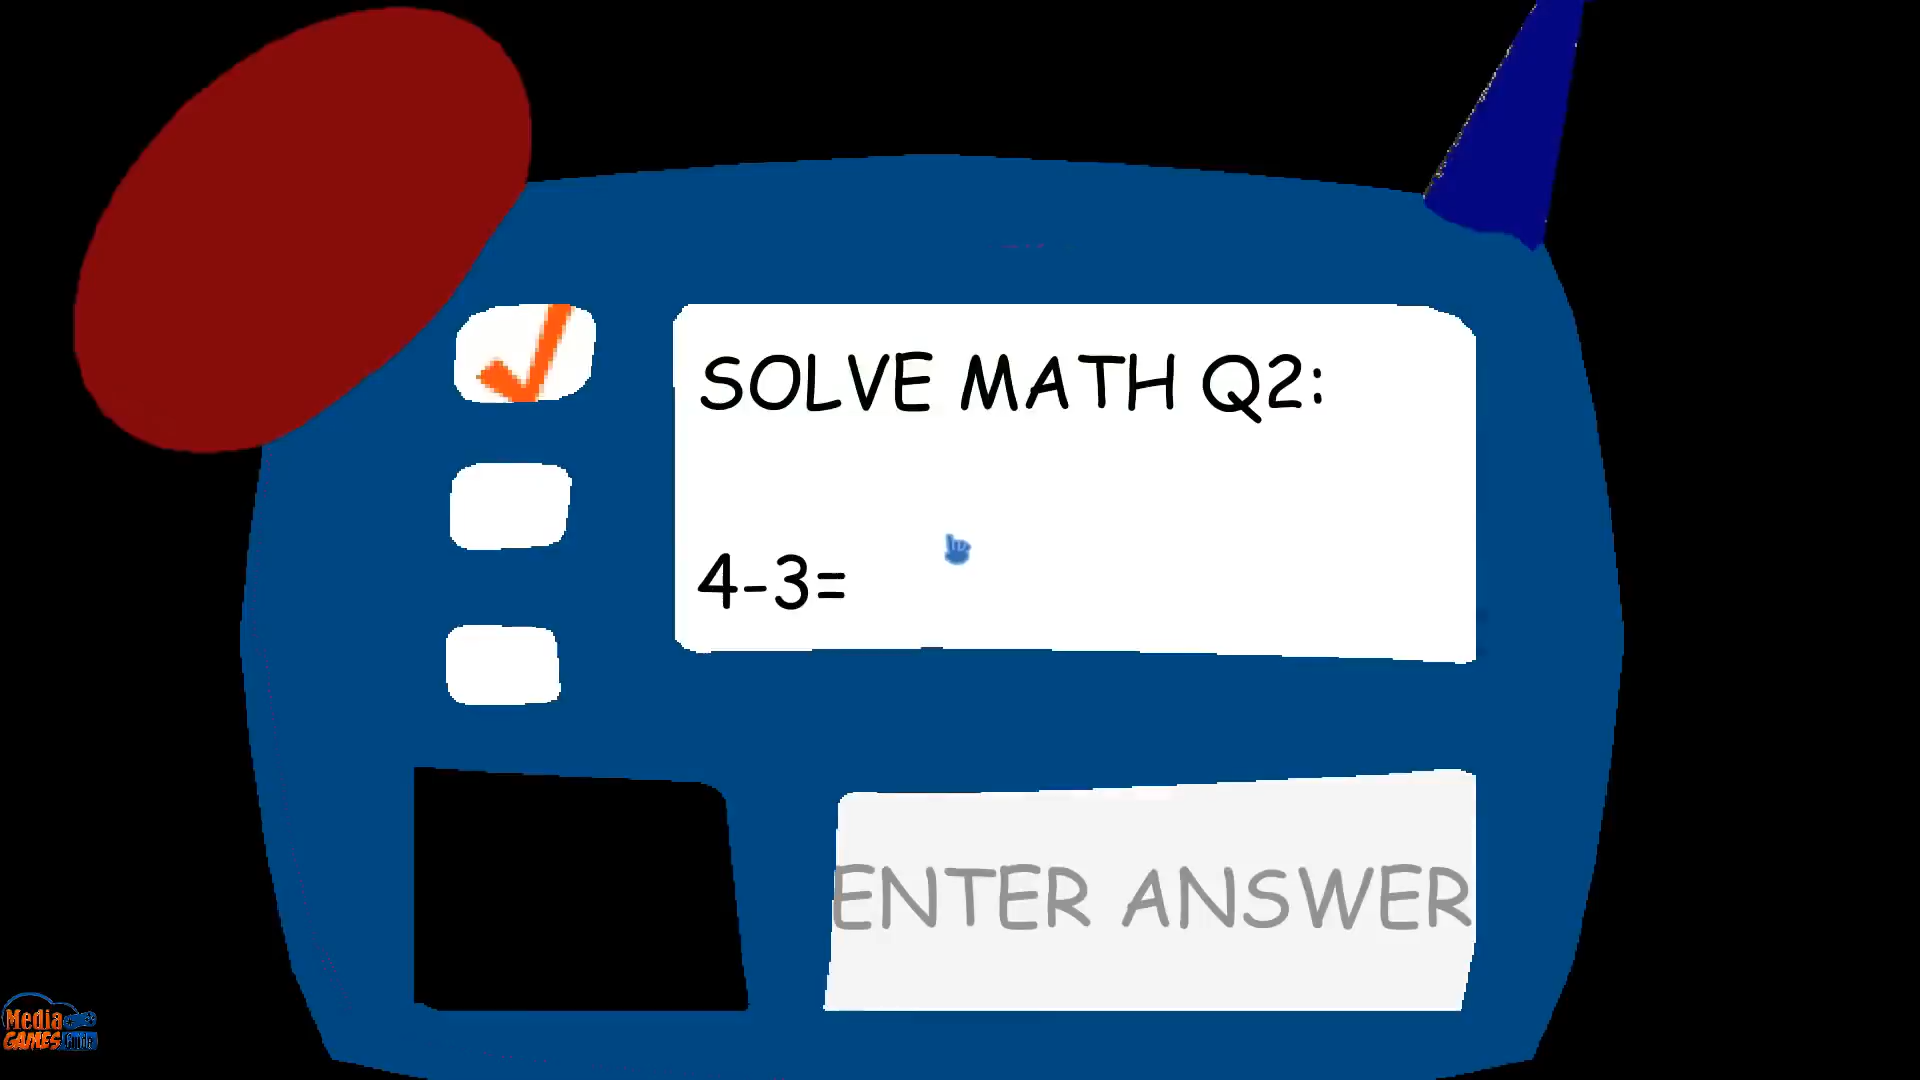 SOLVE MATH Q2:
4-3=
ENTER ANSWER
Media
GAMES